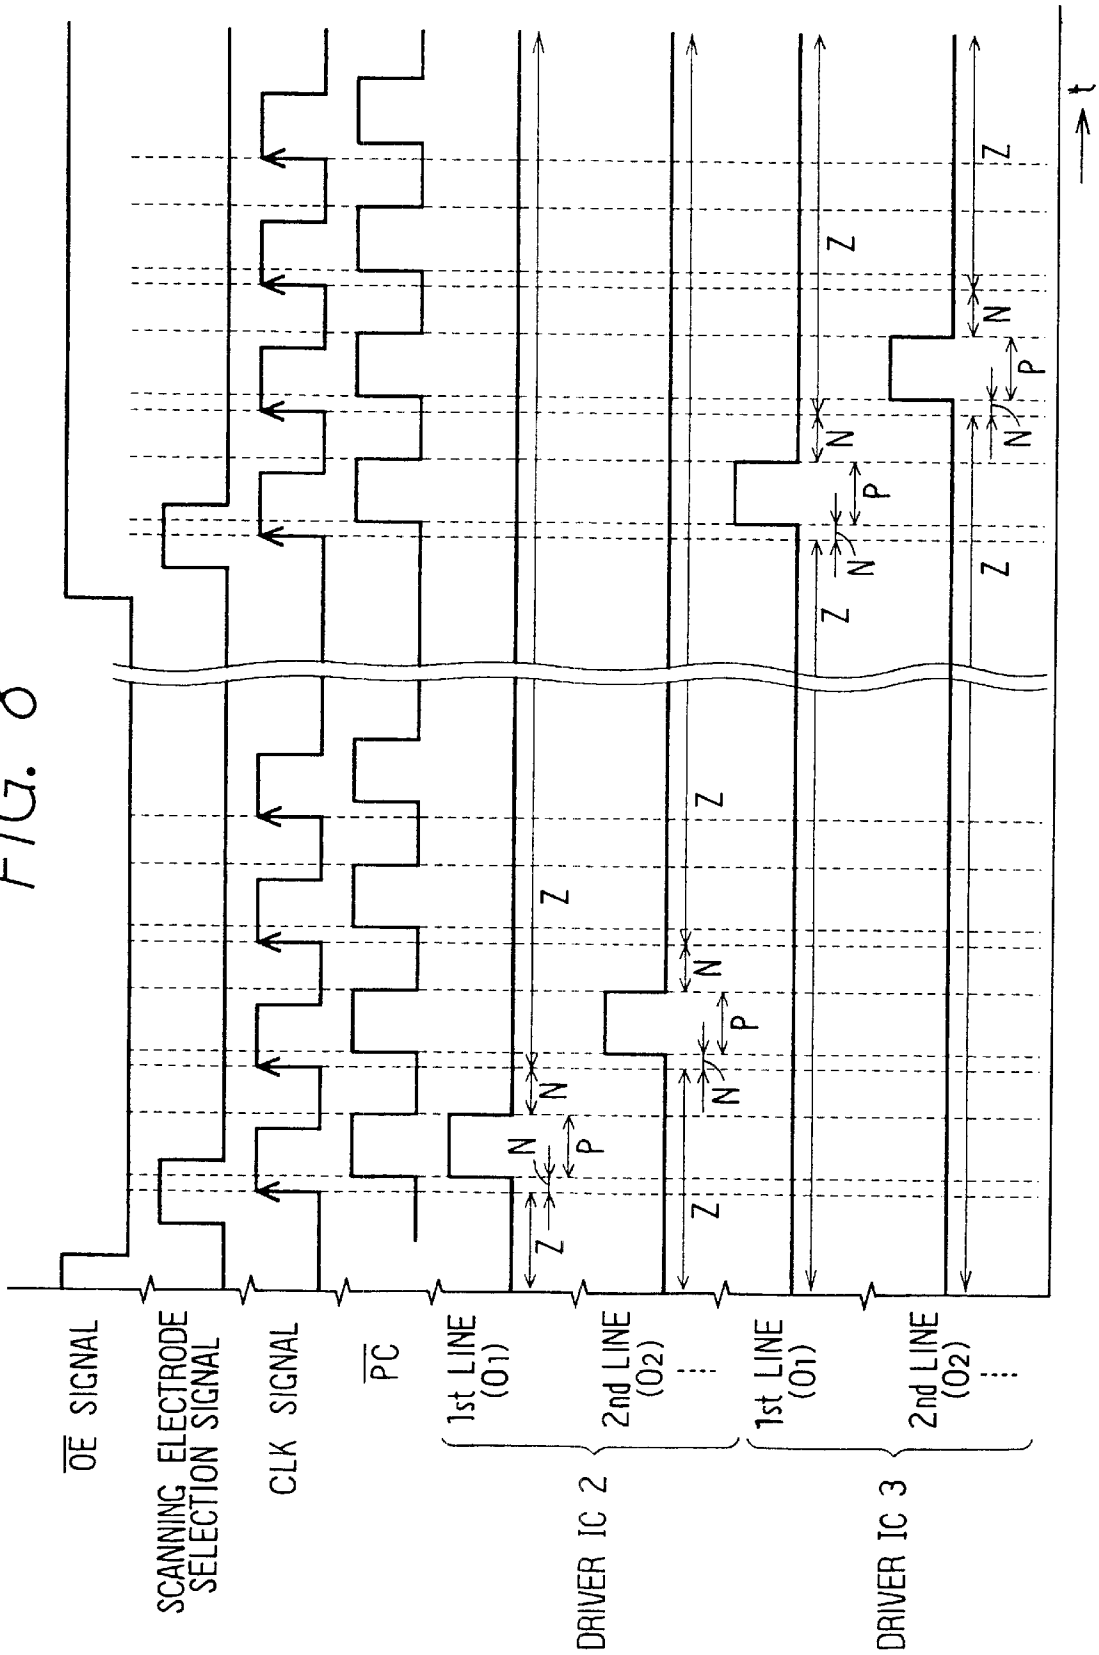 FIG. 8
OE SIGNAL
SCANNING ELECTRODE
SELECTION SIGNAL
CLK SIGNAL
PC
DRIVER IC 2
1st LINE
(O1)
Z
N
P
N
Z
2nd LINE
(O2)
Z
N
P
N
Z
DRIVER IC 3
1st LINE
(O1)
Z
N
P
N
Z
2nd LINE
(O2)
Z
N
P
N
Z
t